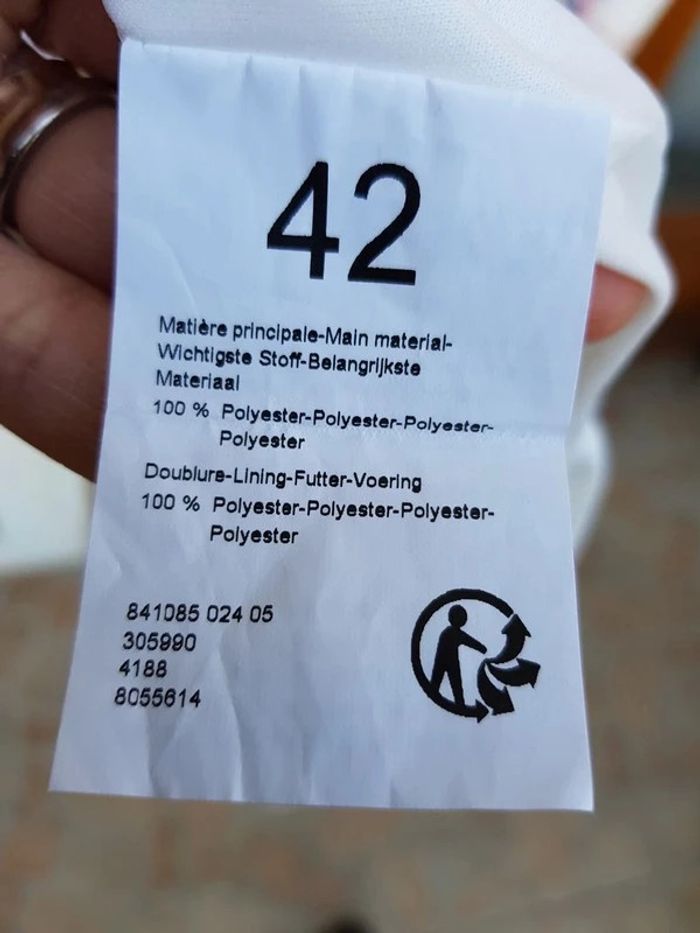 42
Matière principale-Main material-
Wichtigste Stoff-Belangrijkste
Materiaal
100 % Polyester-Polyester-Polyester-
Polyester
Doublure-Lining-Futter-Voering
100 % Polyester-Polyester-Polyester-
Polyester
841085 024 05
305990
4188
8055614